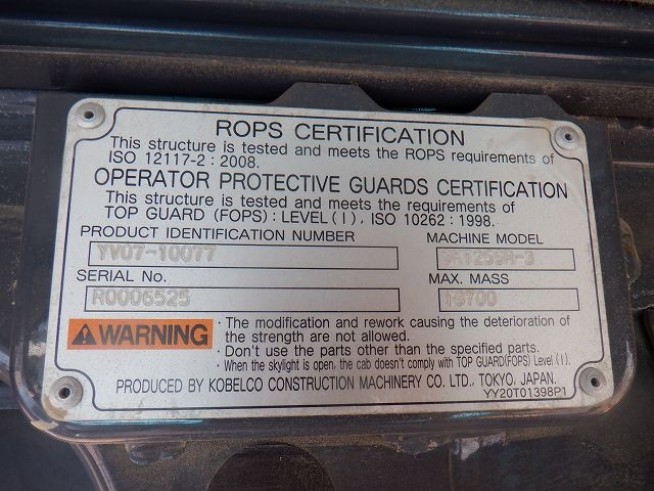 ROPS CERTIFICATION
This structure is tested and meets the ROPS requirements of
ISO 12117-2 : 2008.
OPERATOR PROTECTIVE GUARDS CERTIFICATION
This structure is tested and meets the requirements of
TOP GUARD (FOPS) : LEVEL ( I ) , ISO 10262 : 1998.
PRODUCT IDENTIFICATION NUMBER MACHINE MODEL
YV07-10077
SERIAL No. MAX. MASS
R0006525
WARNING
· The modification and rework causing the deterioration of
the strength are not allowed.
· Don't use the parts other than the specified parts.
· When the skylight is open, the cab doesn't comply with TOP GUARD(FOPS) Level ( I ).
PRODUCED BY KOBELCO CONSTRUCTION MACHINERY CO. LTD., TOKYO, JAPAN.
YY20T01398P1